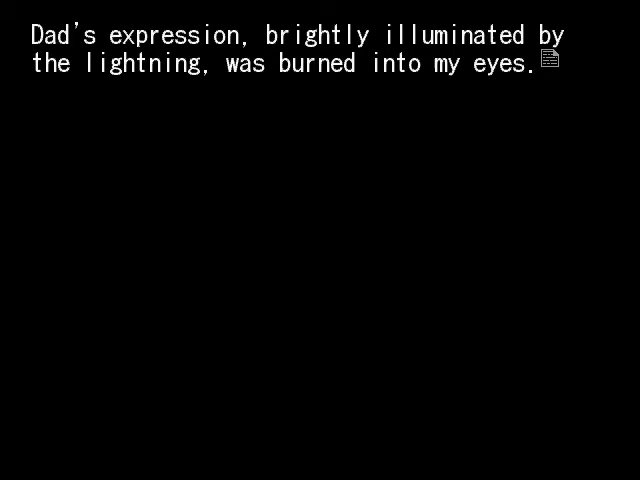 Dad's expression, brightly illuminated by
the lightning, was burned into my eyes.